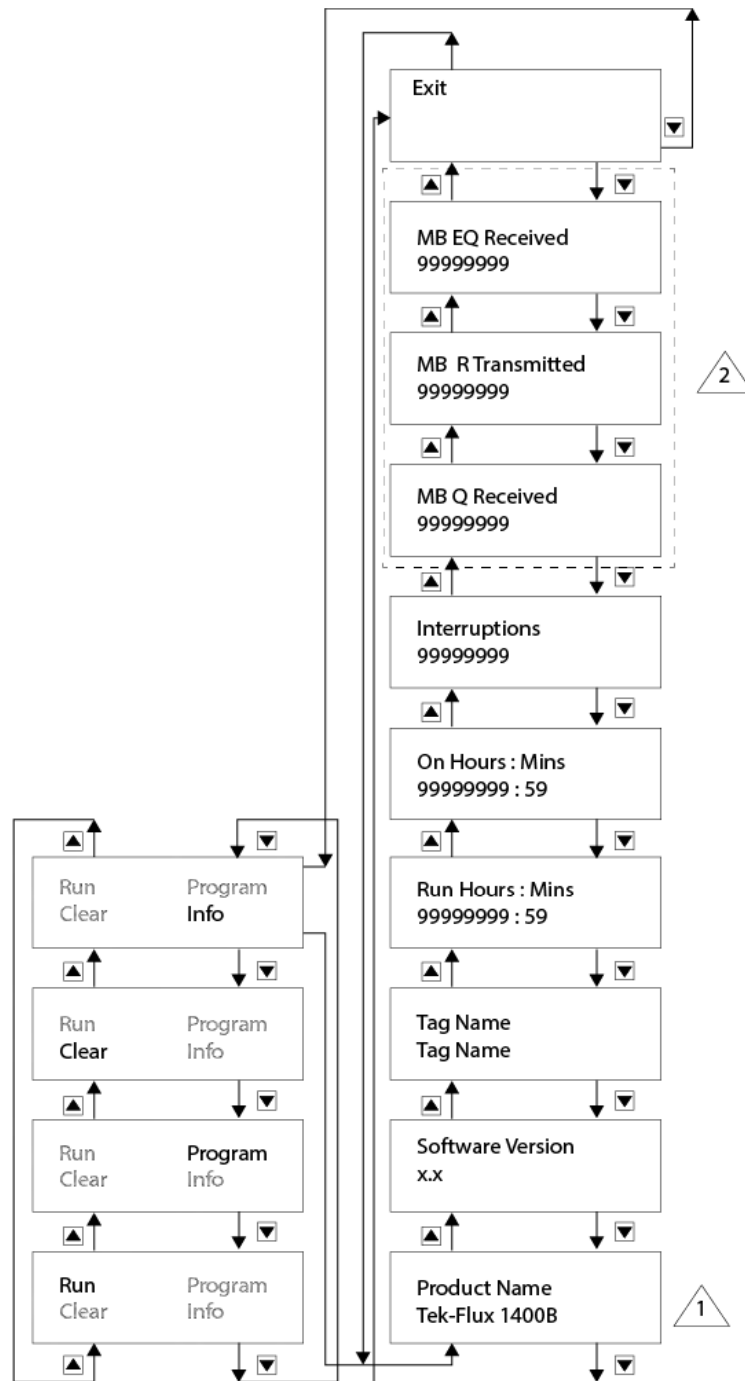 Exit
MB EQ Received
99999999
MB R Transmitted
99999999
2
MB Q Received
99999999
Interruptions
99999999
On Hours : Mins
99999999 : 59
Run Program
Clear Info
Run Hours : Mins
99999999 : 59
Run Program
Clear Info
Tag Name
Tag Name
Run Program
Clear Info
Software Version
x.x
Run Program
Clear Info
Product Name
Tek-Flux 1400B
1